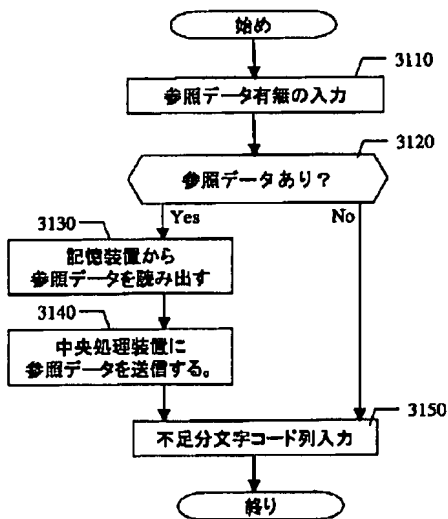 始め
3110
参照データ有無の入力
3120
参照データあり?
Yes
No
3130
記憶装置から
参照データを読み出す
3140
中央処理装置に
参照データを送信する。
3150
不足分文字コード列入力
終り